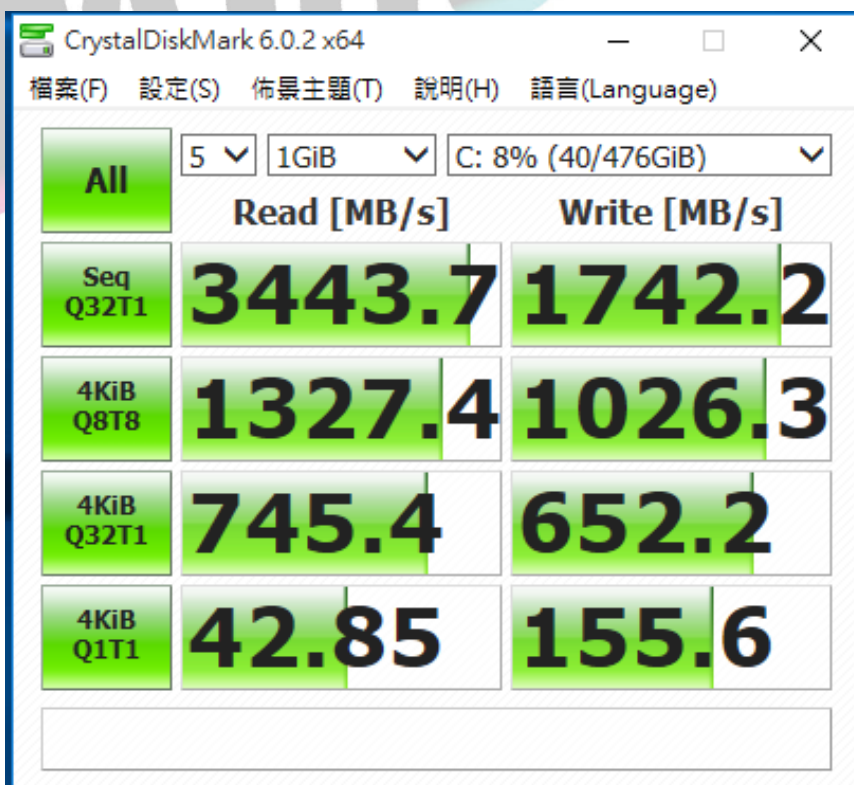 CrystalDiskMark 6.0.2 x64
檔案(F) 設定(S) 佈景主題(T) 說明(H) 語言(Language)
All 5 1GiB C: 8% (40/476GiB)
Read [MB/s] Write [MB/s]
Seq
Q32T1 3443.7 1742.2
4KiB
Q8T8 1327.4 1026.3
4KiB
Q32T1 745.4 652.2
4KiB
Q1T1 42.85 155.6